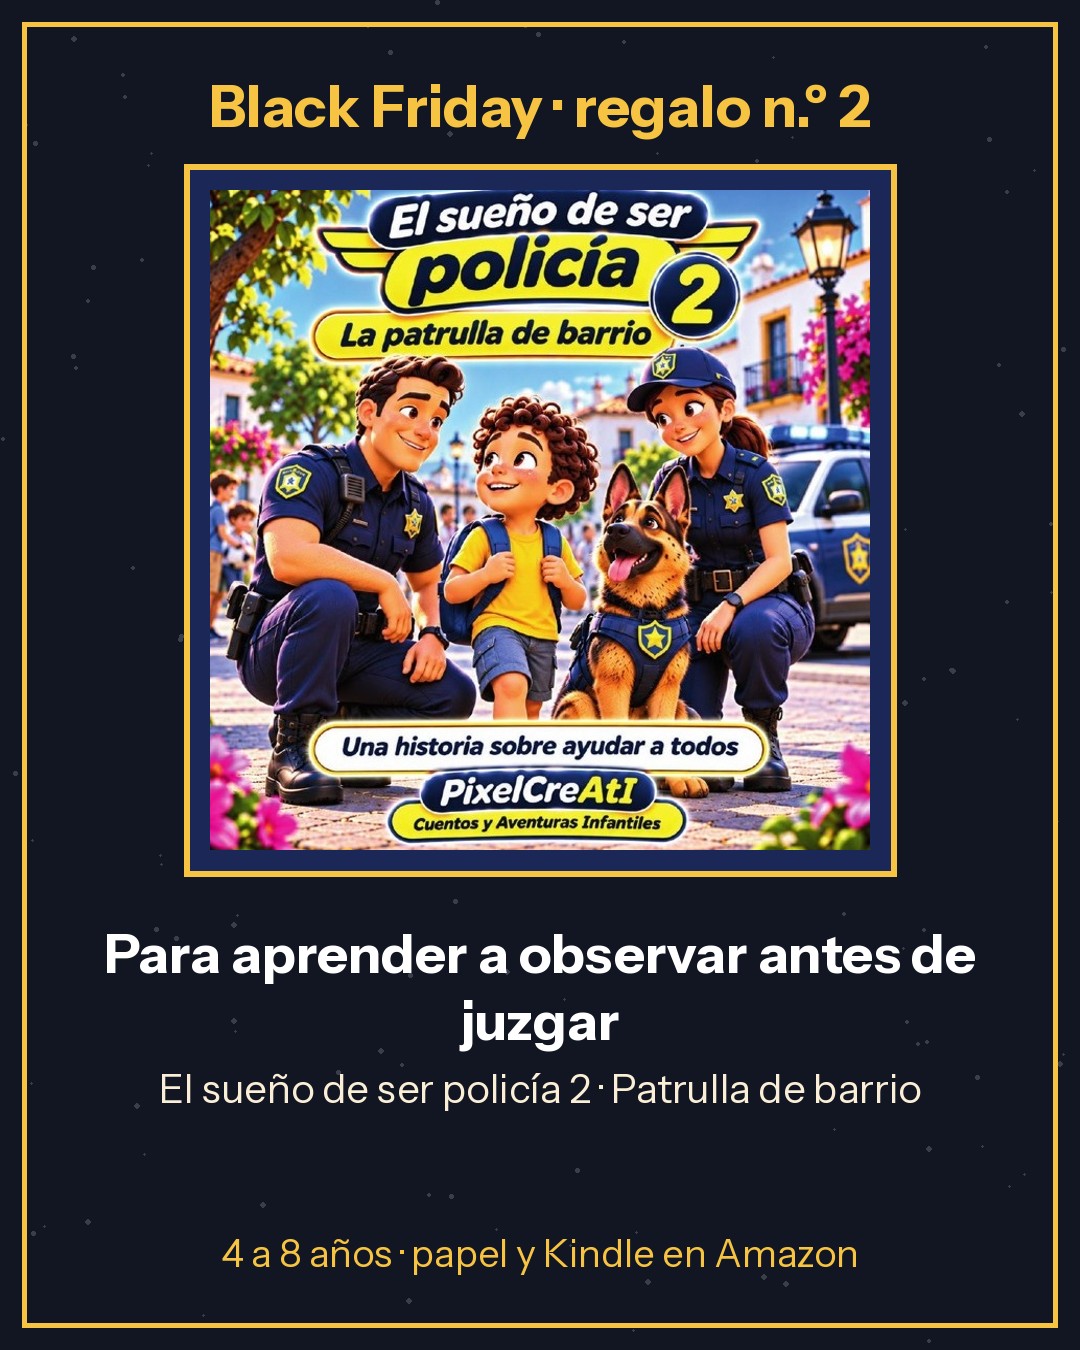 Black Friday · regalo n.º 2
El sueño de ser
policía
2
La patrulla de barrio
Una historia sobre ayudar a todos
PixelCreAtI
Cuentos y Aventuras Infantiles
Para aprender a observar antes de
juzgar
El sueño de ser policía 2 · Patrulla de barrio
4 a 8 años · papel y Kindle en Amazon